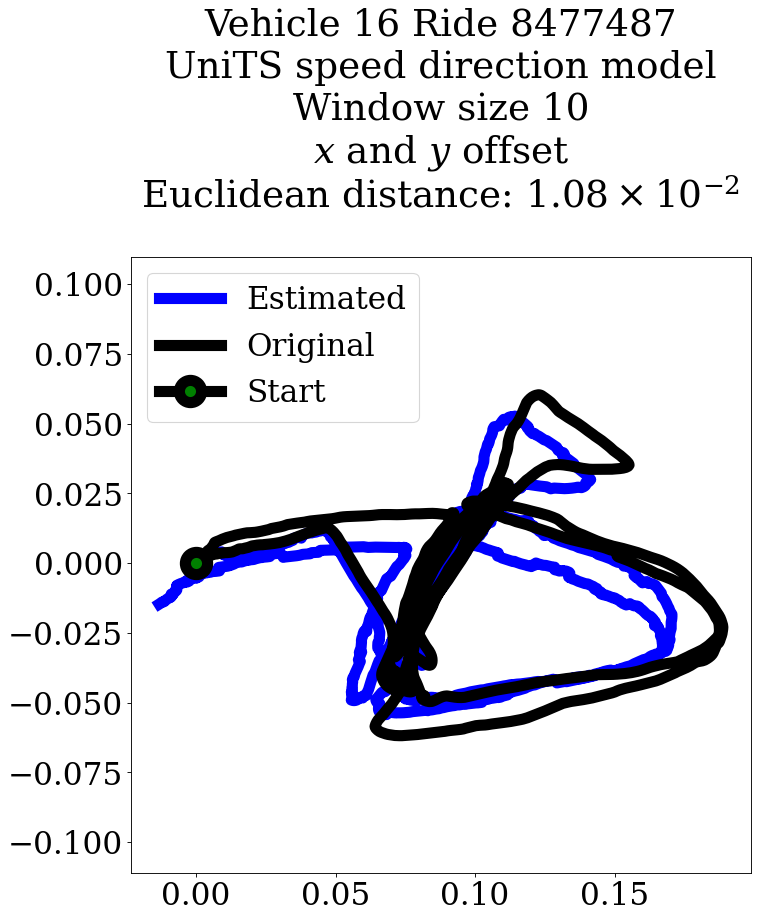 Vehicle 16 Ride 8477487
UniTS speed direction model
Window size 10
x and y offset
Euclidean distance: 1.08 × 10⁻²
Estimated
Original
Start
0.100
0.075
0.050
0.025
0.000
−0.025
−0.050
−0.075
−0.100
0.00 0.05 0.10 0.15